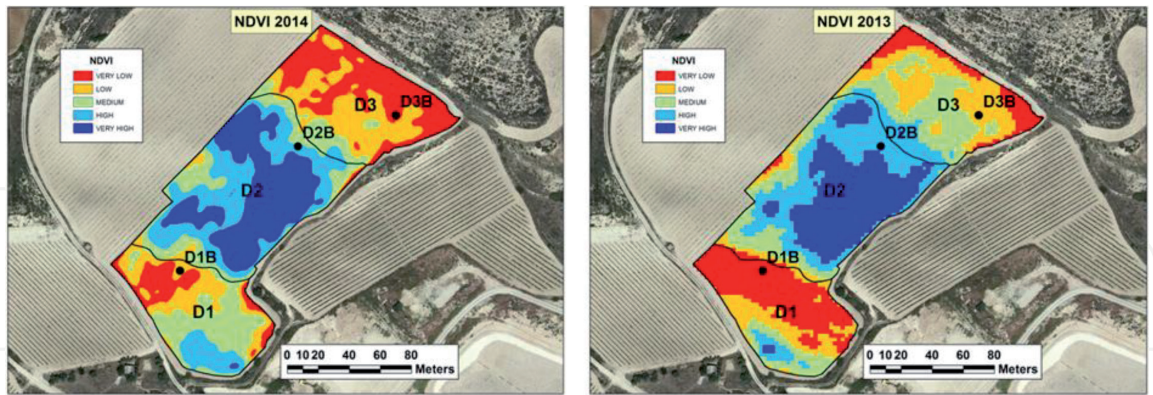 NDVI 2014
NDVI
VERY LOW
LOW
MEDIUM
HIGH
VERY HIGH
D3
D3B
D2B
D2
D1B
D1
0 10 20 40 60 80
Meters
NDVI 2013
NDVI
VERY LOW
LOW
MEDIUM
HIGH
VERY HIGH
D3
D3B
D2B
D2
D1B
D1
0 10 20 40 60 80
Meters